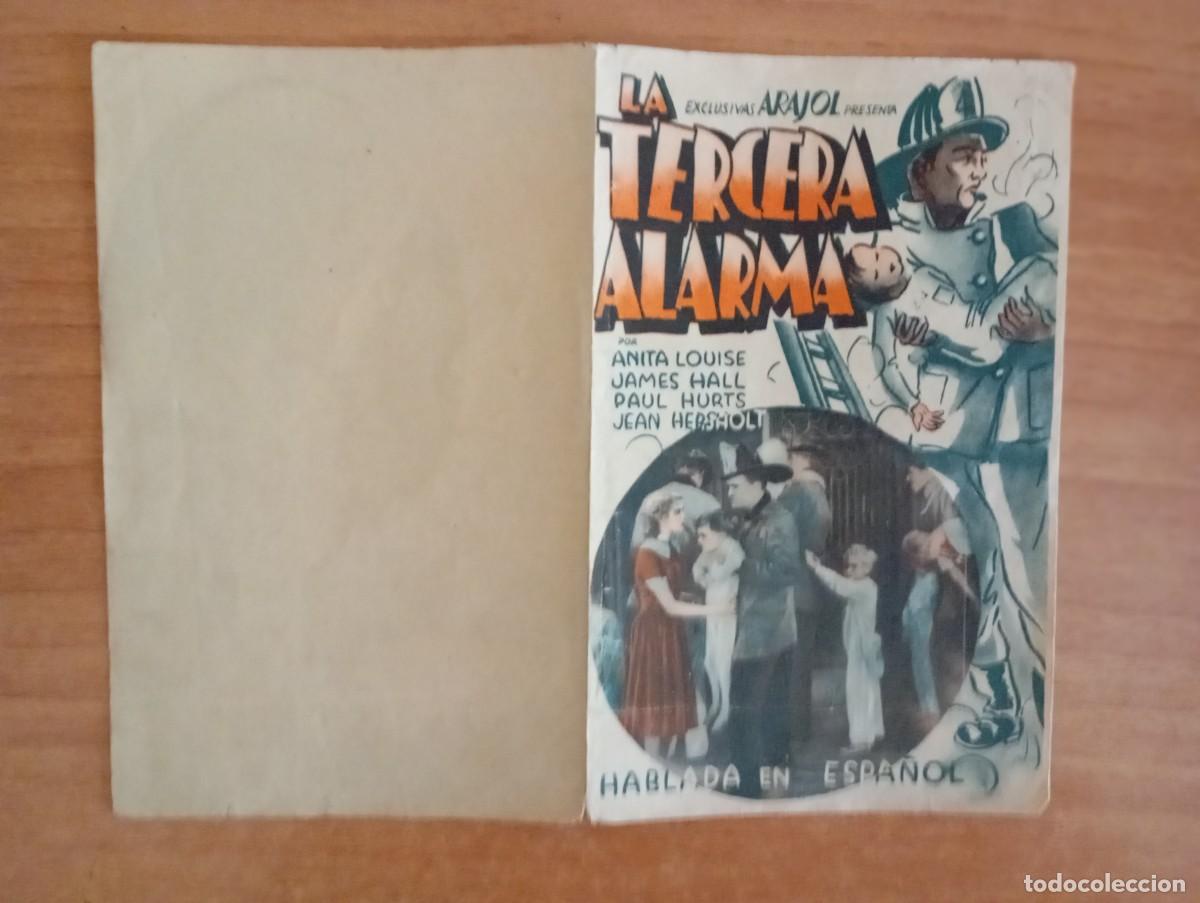 LA
EXCLUSIVAS ARAJOL PRESENTA
TERCERA
ALARMA
POR
ANITA LOUISE
JAMES HALL
PAUL HURTS
JEAN HERSHOLT
HABLADA EN ESPAÑOL
todocoleccion